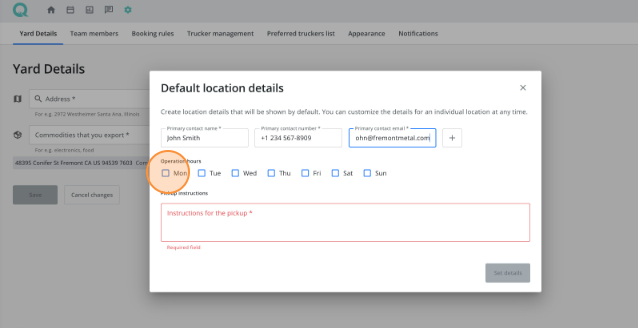 Yard Details Team members Booking rules Trucker management Preferred truckers list Appearance Notifications
Yard Details
Default location details
Address *
For e.g. 2972 Westheimer Santa Ana, Illinois
Create location details that will be shown by default. You can customize the details for an individual location at any time.
Commodities that you export *
For e.g. electronics, food
Primary contact name *
John Smith
Primary contact number *
+1 234 567-8909
Primary contact email *
ohn@fremontmetal.com
48395 Conifer St Fremont CA US 94539 7603
Operation hours
Mon Tue Wed Thu Fri Sat Sun
Save
Cancel changes
Pickup instructions
Instructions for the pickup *
Required field
Set details